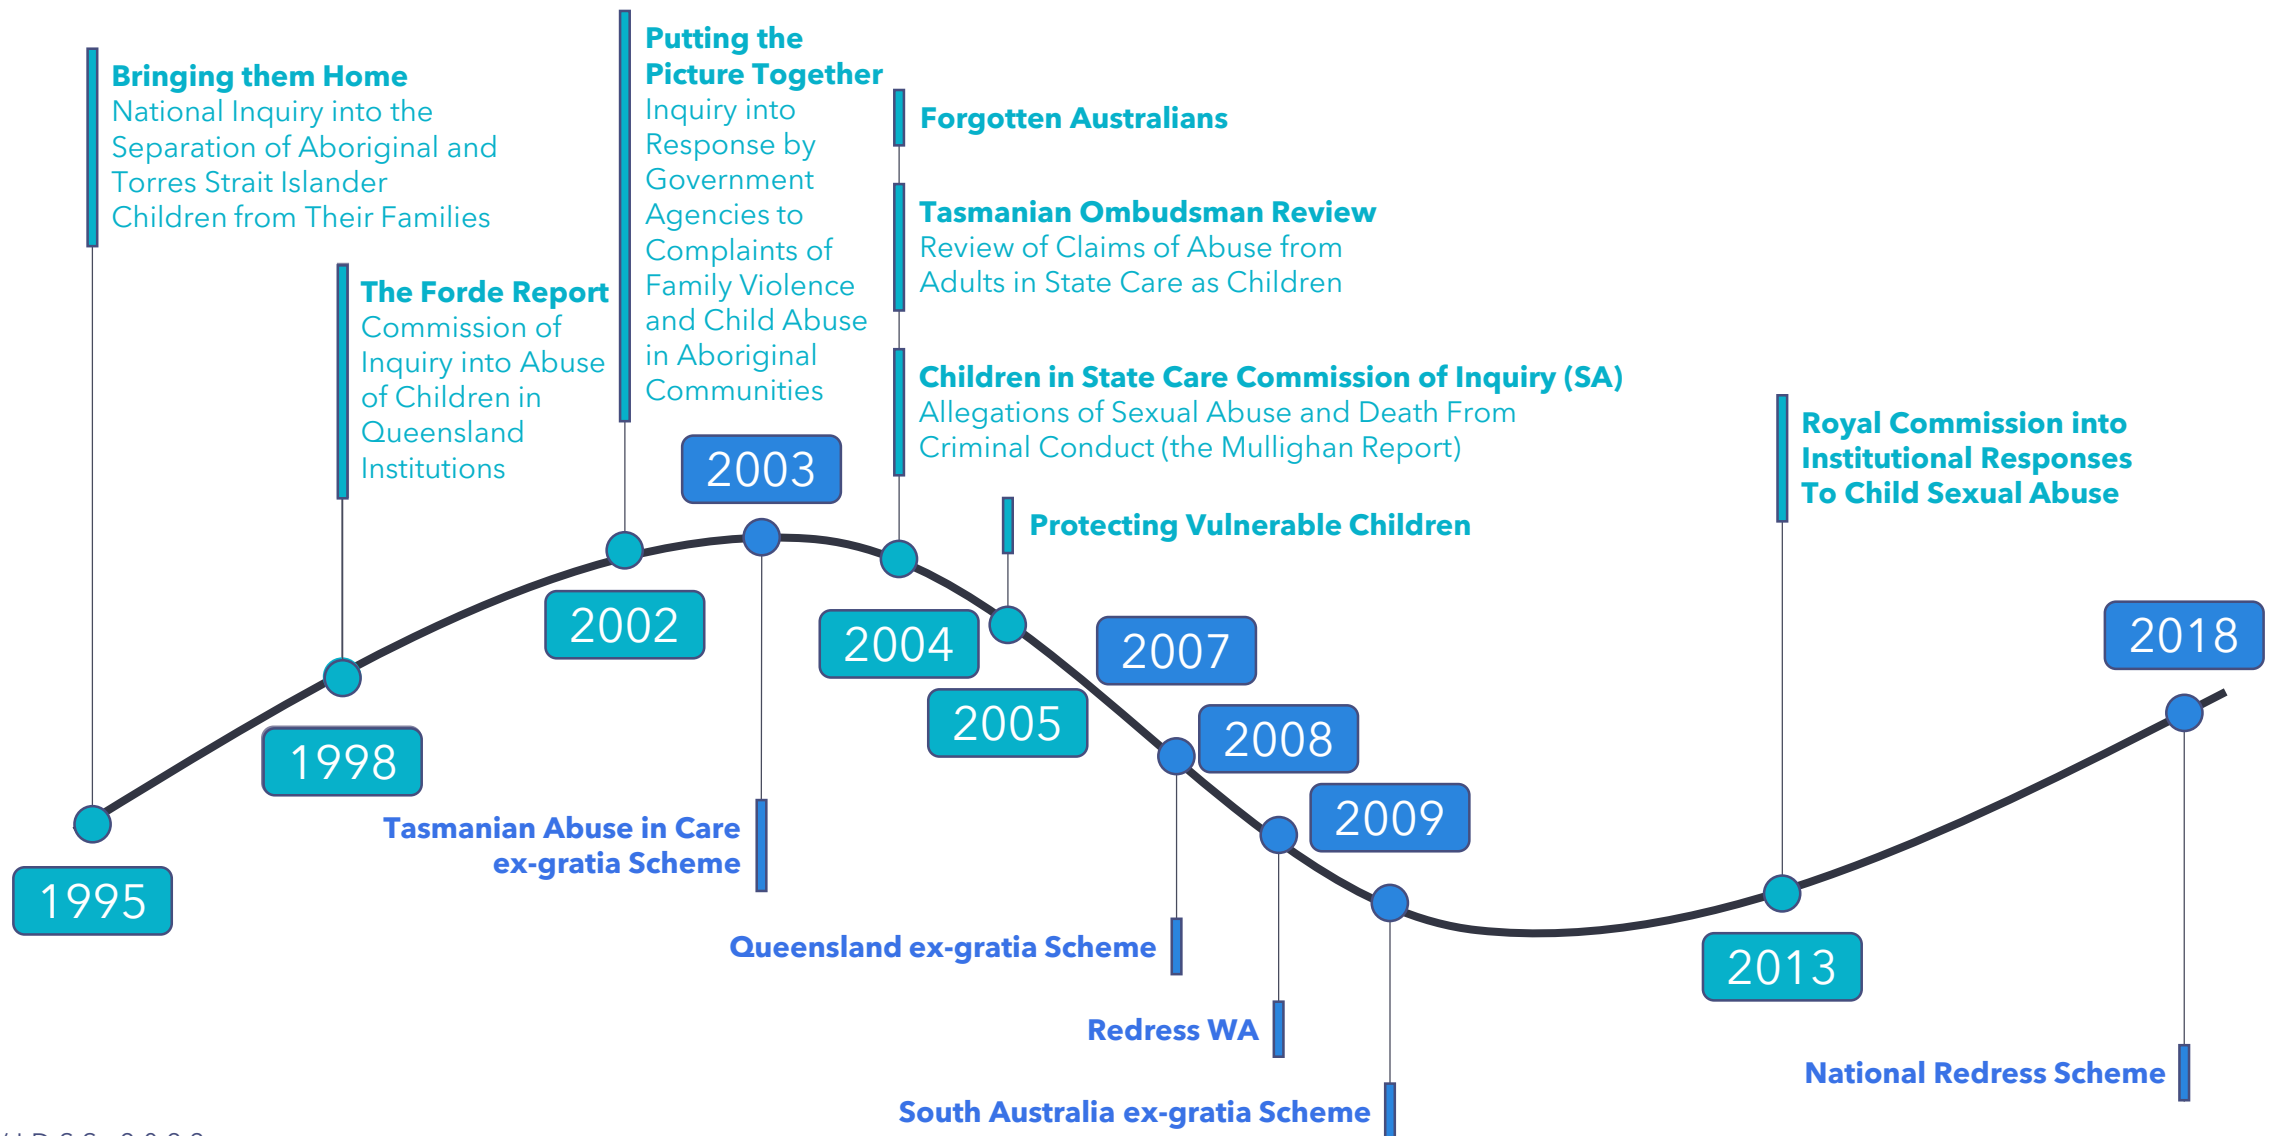 Bringing them Home
National Inquiry into the
Separation of Aboriginal and
Torres Strait Islander
Children from Their Families
1995
The Forde Report
Commission of
Inquiry into Abuse
of Children in
Queensland
Institutions
1998
Putting the
Picture Together
Inquiry into
Response by
Government
Agencies to
Complaints of
Family Violence
and Child Abuse
in Aboriginal
Communities
2002
2003
Tasmanian Abuse in Care
ex-gratia Scheme
Forgotten Australians
Tasmanian Ombudsman Review
Review of Claims of Abuse from
Adults in State Care as Children
Children in State Care Commission of Inquiry (SA)
Allegations of Sexual Abuse and Death From
Criminal Conduct (the Mullighan Report)
2004
Protecting Vulnerable Children
2005
2007
Queensland ex-gratia Scheme
2008
Redress WA
2009
South Australia ex-gratia Scheme
Royal Commission into
Institutional Responses
To Child Sexual Abuse
2013
2018
National Redress Scheme